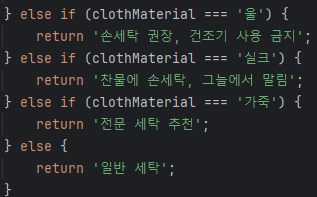 } else if (clothMaterial === '울') {
return '손세탁 권장, 건조기 사용 금지';
} else if (clothMaterial === '실크') {
return '찬물에 손세탁, 그늘에서 말림';
} else if (clothMaterial === '가죽') {
return '전문 세탁 추천';
} else {
return '일반 세탁';
}